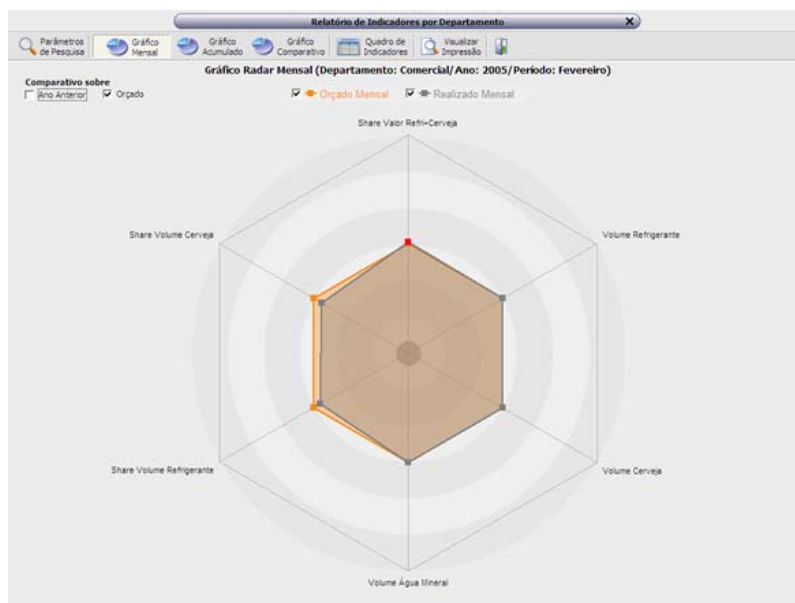 Relatório de Indicadores por Departamento
Parâmetros de Pesquisa
Gráfico Mensal
Gráfico Acumulado
Gráfico Comparativo
Quadro de Indicadores
Visualizar Impressão
Gráfico Radar Mensal (Departamento: Comercial/Ano: 2005/Período: Fevereiro)
Comparativo sobre
Ano Anterior Orçado
Orçado Mensal Realizado Mensal
Share Valor Refri+Cerveja
Share Volume Cerveja
Volume Refrigerante
Share Volume Refrigerante
Volume Cerveja
Volume Água Mineral